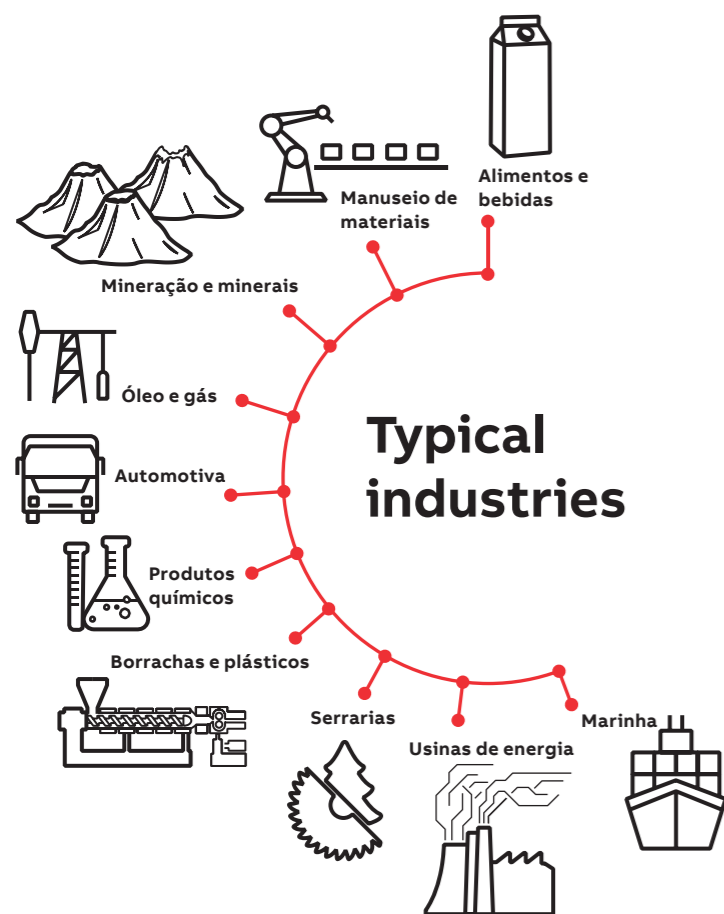 Alimentos e
bebidas
Manuseio de
materiais
Mineração e minerais
Óleo e gás
Typical
industries
Automotiva
Produtos
químicos
Borrachas e plásticos
Serrarias
Usinas de energia
Marinha